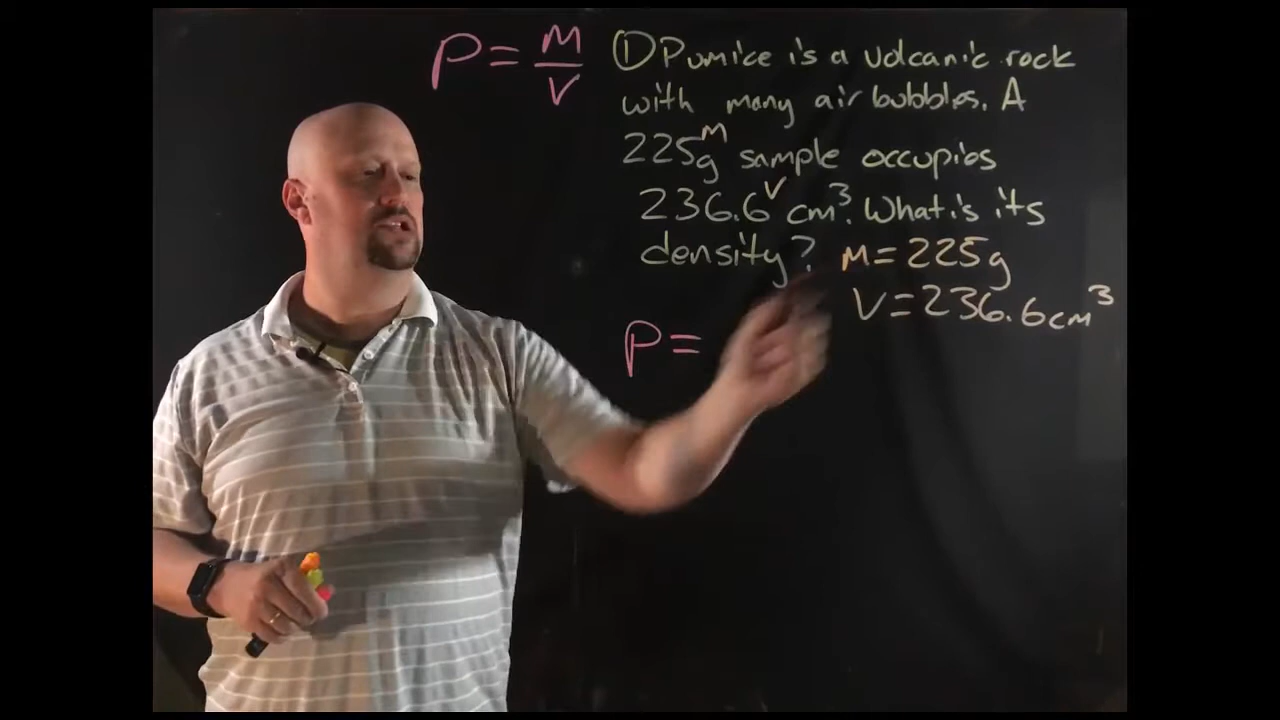 P = M/V
① Pumice is a volcanic rock
with many air bubbles. A
225g M sample occupies
236.6 V cm³. What's its
density? M = 225g
V = 236.6cm³
P =